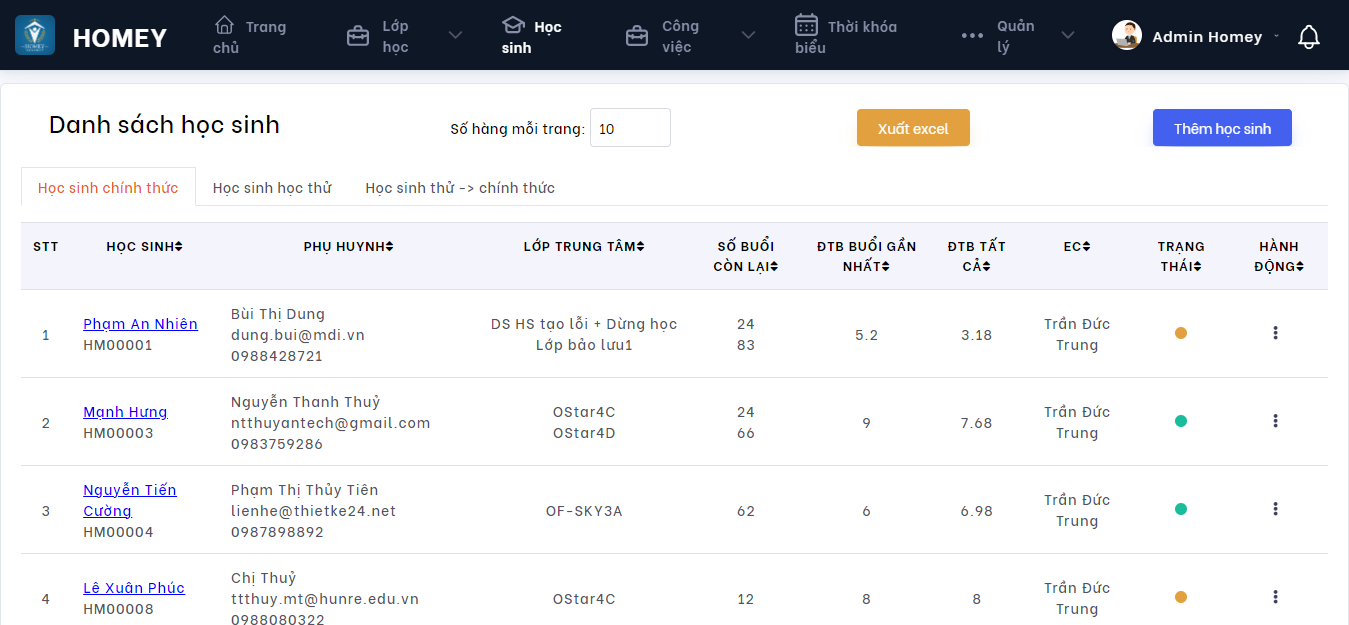 HOMEY
Trang chủ
Lớp học
Học sinh
Công việc
Thời khóa biểu
Quản lý
Admin Homey
Danh sách học sinh
Số hàng mỗi trang: 10
Xuất excel
Thêm học sinh
Học sinh chính thức
Học sinh học thử
Học sinh thử -> chính thức
STT
HỌC SINH
PHỤ HUYNH
LỚP TRUNG TÂM
SỐ BUỔI
CÒN LẠI
ĐTB BUỔI GẦN
NHẤT
ĐTB TẤT
CẢ
EC
TRẠNG
THÁI
HÀNH
ĐỘNG
1
Phạm An Nhiên
HM00001
Bùi Thị Dung
dung.bui@mdi.vn
0988428721
DS HS tạo lỗi + Dừng học
Lớp bảo lưu1
24
83
5.2
3.18
Trần Đức
Trung
2
Mạnh Hưng
HM00003
Nguyễn Thanh Thuỷ
ntthuyantech@gmail.com
0983759286
OStar4C
OStar4D
24
66
9
7.68
Trần Đức
Trung
3
Nguyễn Tiến
Cường
HM00004
Phạm Thị Thủy Tiên
lienhe@thietke24.net
0987898892
OF-SKY3A
62
6
6.98
Trần Đức
Trung
4
Lê Xuân Phúc
HM00008
Chị Thuỷ
ttthuy.mt@hunre.edu.vn
0988080322
OStar4C
12
8
8
Trần Đức
Trung